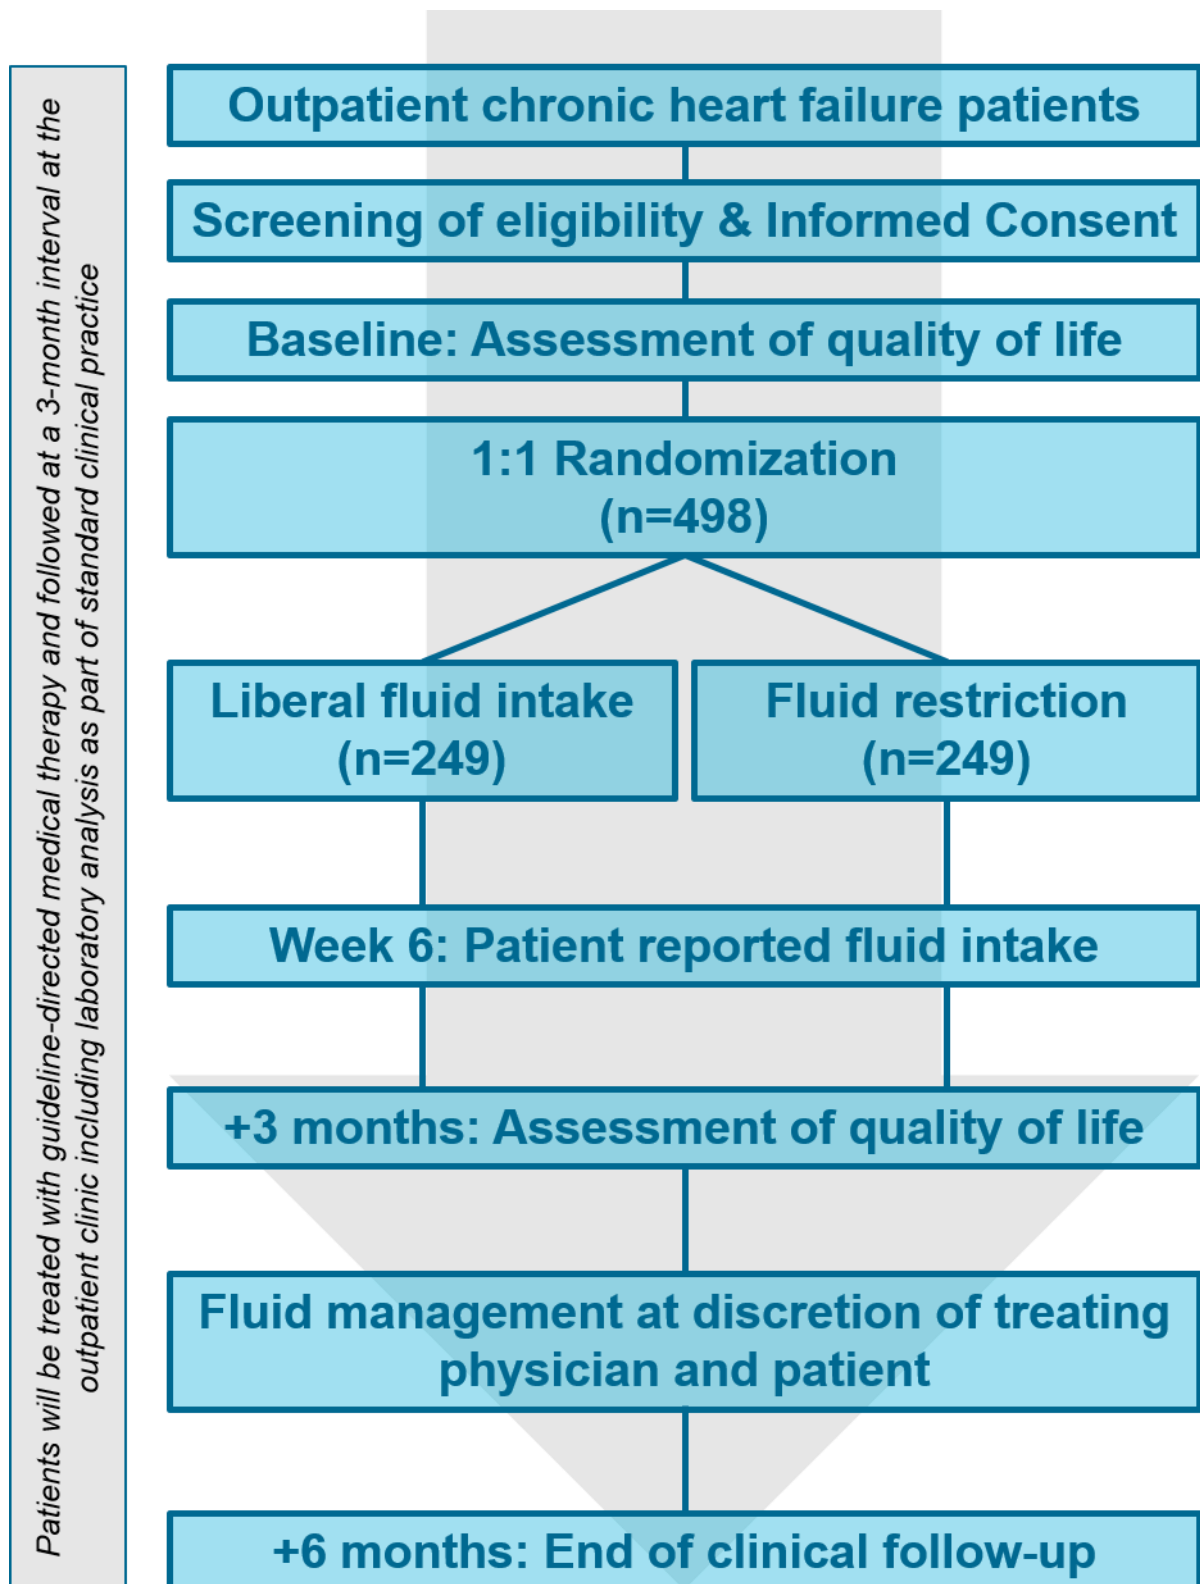 Patients will be treated with guideline-directed medical therapy and followed at a 3-month interval at the
outpatient clinic including laboratory analysis as part of standard clinical practice
Outpatient chronic heart failure patients
Screening of eligibility & Informed Consent
Baseline: Assessment of quality of life
1:1 Randomization
(n=498)
Liberal fluid intake
(n=249)
Fluid restriction
(n=249)
Week 6: Patient reported fluid intake
+3 months: Assessment of quality of life
Fluid management at discretion of treating
physician and patient
+6 months: End of clinical follow-up